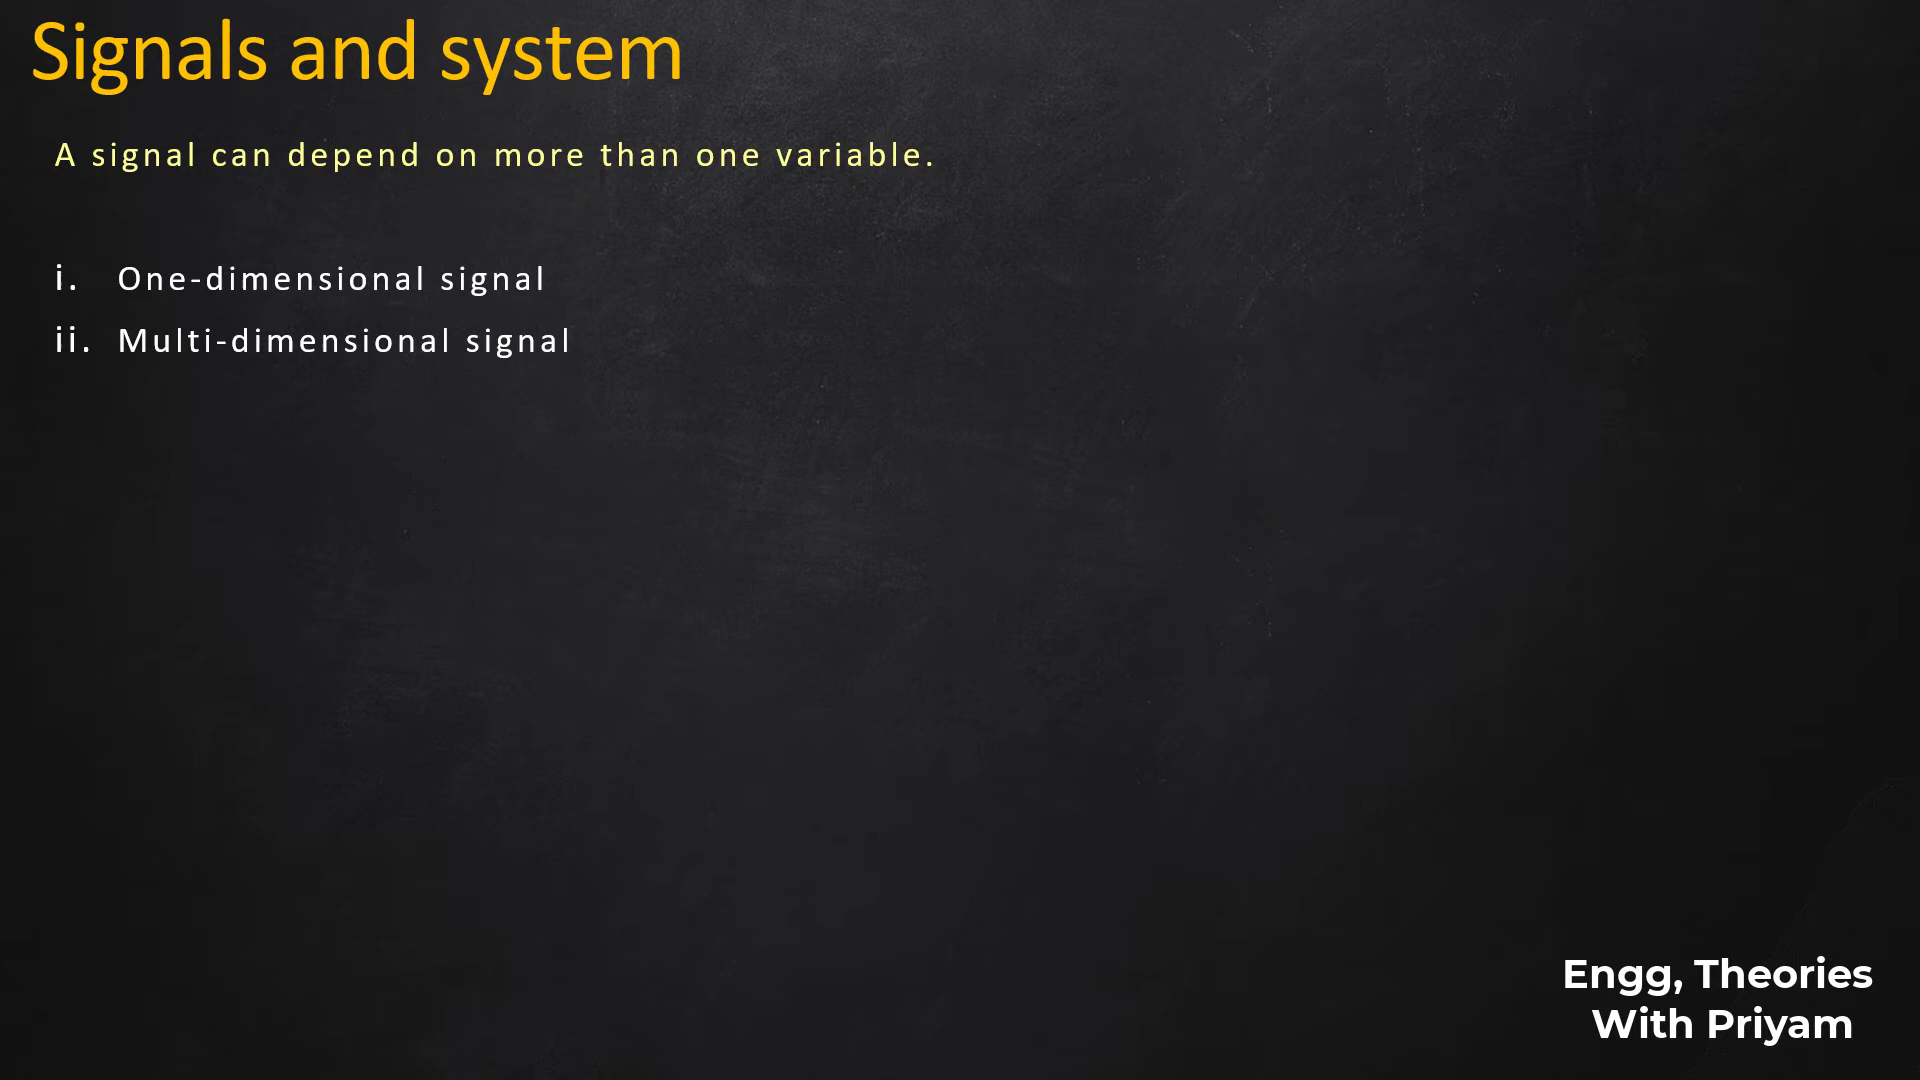 Signals and system
A signal can depend on more than one variable.
i. One-dimensional signal
ii. Multi-dimensional signal
Engg, Theories
With Priyam